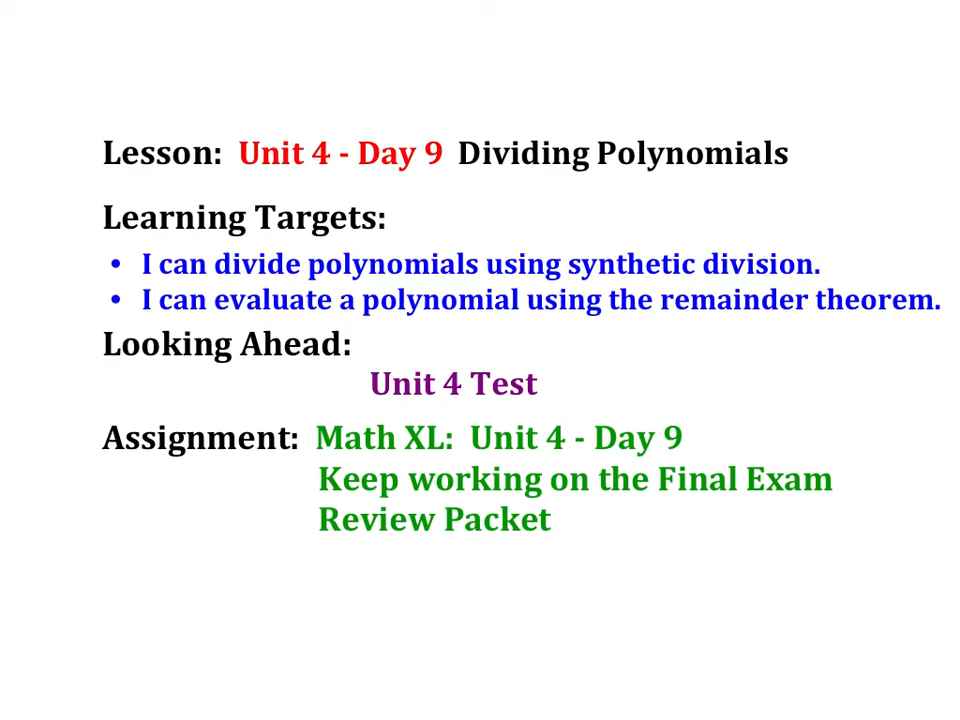 Lesson: Unit 4 - Day 9 Dividing Polynomials
Learning Targets:
• I can divide polynomials using synthetic division.
• I can evaluate a polynomial using the remainder theorem.
Looking Ahead:
Unit 4 Test
Assignment: Math XL: Unit 4 - Day 9
Keep working on the Final Exam
Review Packet